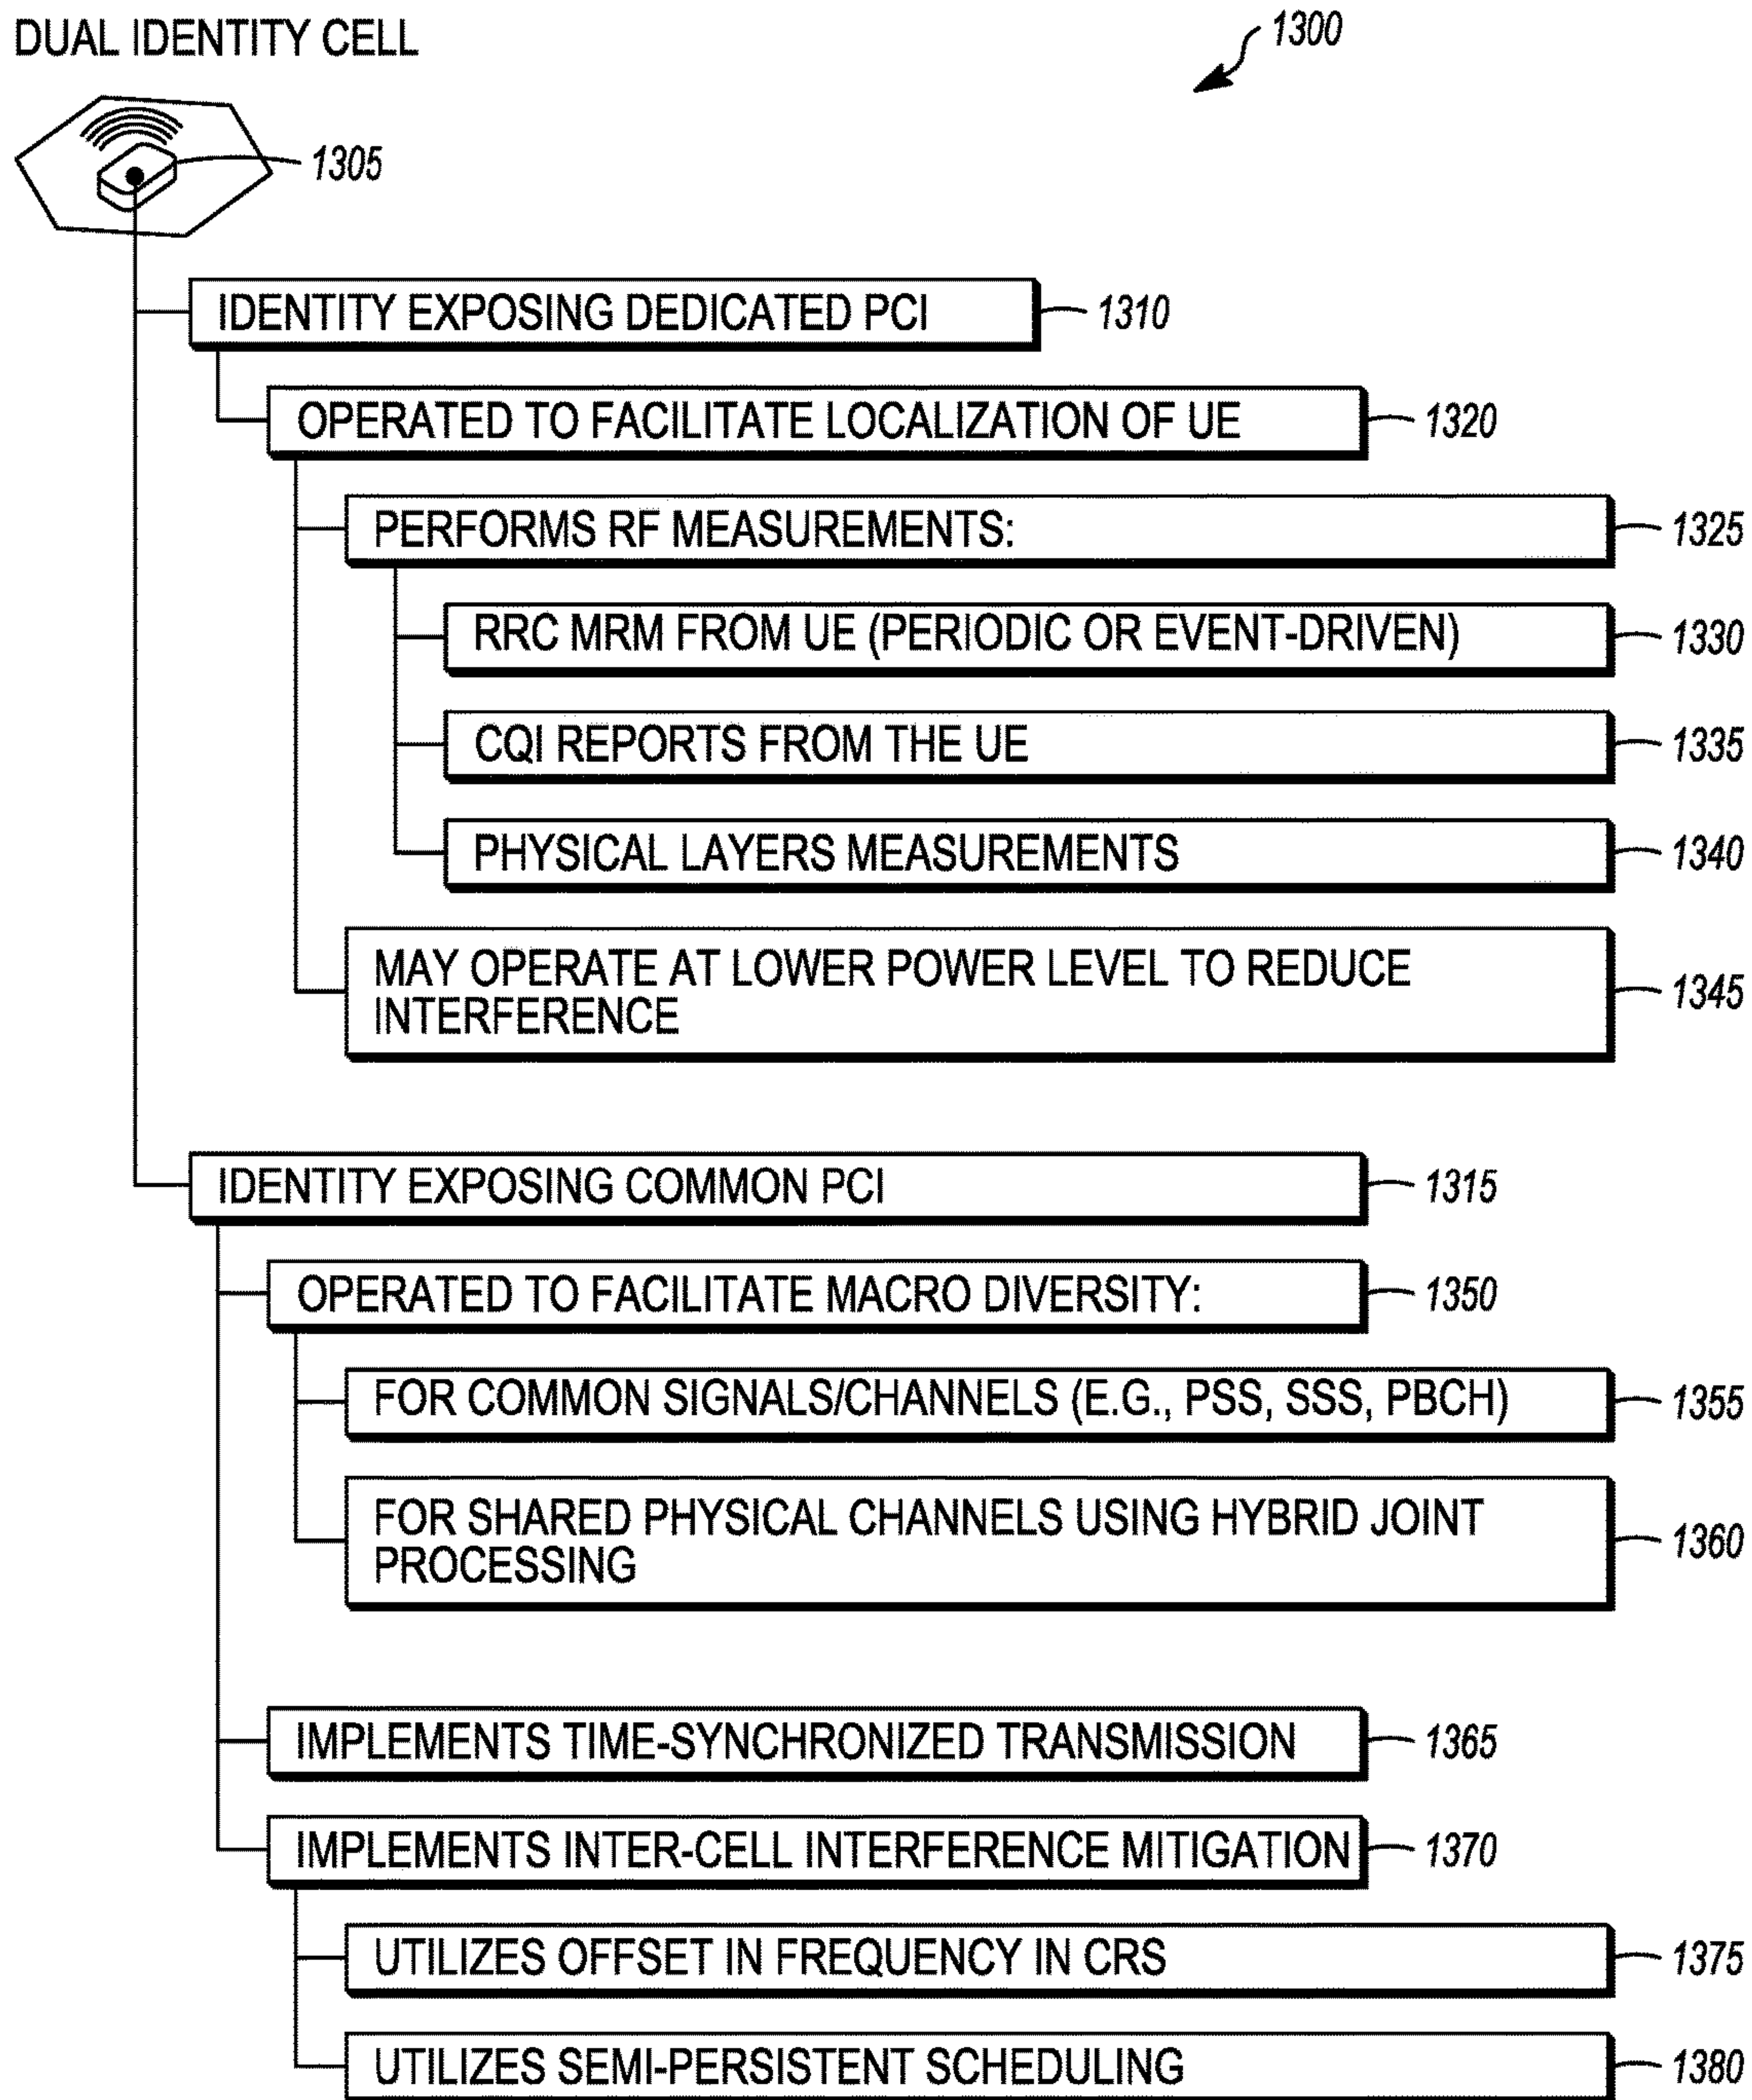 DUAL IDENTITY CELL
1300
1305
IDENTITY EXPOSING DEDICATED PCI
1310
OPERATED TO FACILITATE LOCALIZATION OF UE
1320
PERFORMS RF MEASUREMENTS:
1325
RRC MRM FROM UE (PERIODIC OR EVENT-DRIVEN)
1330
CQI REPORTS FROM THE UE
1335
PHYSICAL LAYERS MEASUREMENTS
1340
MAY OPERATE AT LOWER POWER LEVEL TO REDUCE
INTERFERENCE
1345
IDENTITY EXPOSING COMMON PCI
1315
OPERATED TO FACILITATE MACRO DIVERSITY:
1350
FOR COMMON SIGNALS/CHANNELS (E.G., PSS, SSS, PBCH)
1355
FOR SHARED PHYSICAL CHANNELS USING HYBRID JOINT
PROCESSING
1360
IMPLEMENTS TIME-SYNCHRONIZED TRANSMISSION
1365
IMPLEMENTS INTER-CELL INTERFERENCE MITIGATION
1370
UTILIZES OFFSET IN FREQUENCY IN CRS
1375
UTILIZES SEMI-PERSISTENT SCHEDULING
1380